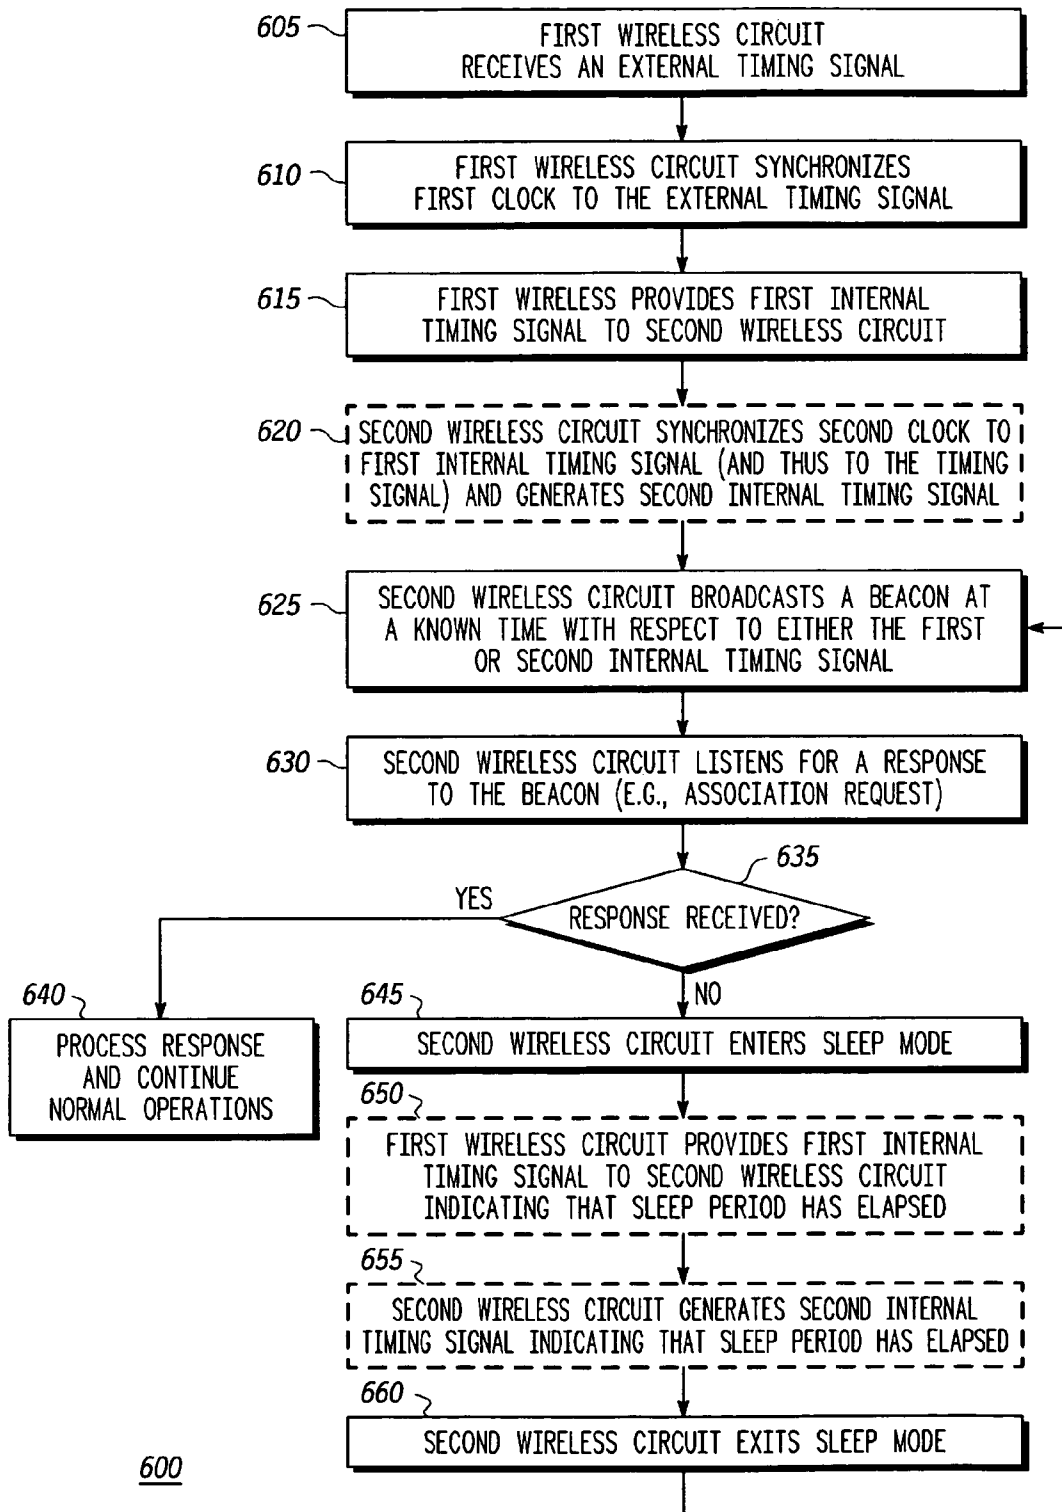 605
FIRST WIRELESS CIRCUIT
RECEIVES AN EXTERNAL TIMING SIGNAL
610
FIRST WIRELESS CIRCUIT SYNCHRONIZES
FIRST CLOCK TO THE EXTERNAL TIMING SIGNAL
615
FIRST WIRELESS PROVIDES FIRST INTERNAL
TIMING SIGNAL TO SECOND WIRELESS CIRCUIT
620
SECOND WIRELESS CIRCUIT SYNCHRONIZES SECOND CLOCK TO
FIRST INTERNAL TIMING SIGNAL (AND THUS TO THE TIMING
SIGNAL) AND GENERATES SECOND INTERNAL TIMING SIGNAL
625
SECOND WIRELESS CIRCUIT BROADCASTS A BEACON AT
A KNOWN TIME WITH RESPECT TO EITHER THE FIRST
OR SECOND INTERNAL TIMING SIGNAL
630
SECOND WIRELESS CIRCUIT LISTENS FOR A RESPONSE
TO THE BEACON (E.G., ASSOCIATION REQUEST)
635
YES
RESPONSE RECEIVED?
NO
640
PROCESS RESPONSE
AND CONTINUE
NORMAL OPERATIONS
645
SECOND WIRELESS CIRCUIT ENTERS SLEEP MODE
650
FIRST WIRELESS CIRCUIT PROVIDES FIRST INTERNAL
TIMING SIGNAL TO SECOND WIRELESS CIRCUIT
INDICATING THAT SLEEP PERIOD HAS ELAPSED
655
SECOND WIRELESS CIRCUIT GENERATES SECOND INTERNAL
TIMING SIGNAL INDICATING THAT SLEEP PERIOD HAS ELAPSED
660
SECOND WIRELESS CIRCUIT EXITS SLEEP MODE
600